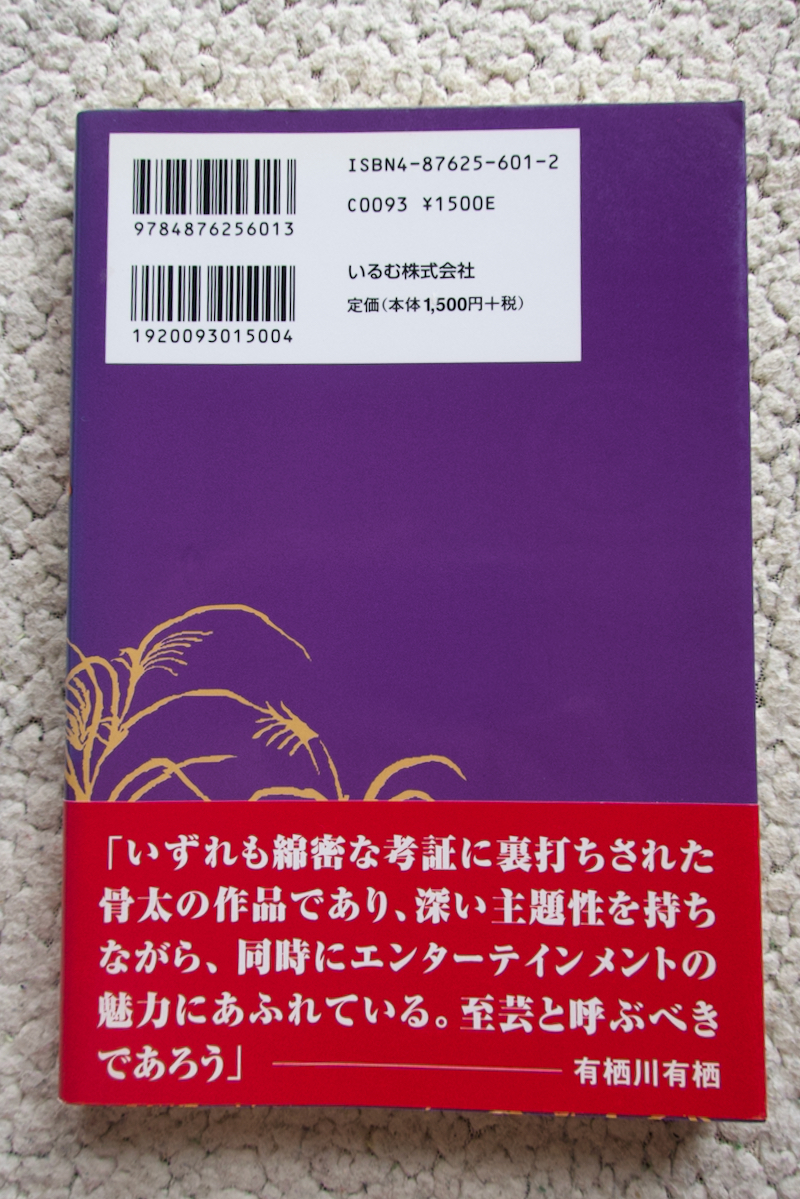 ISBN4-87625-601-2
9784876256013
C0093 ¥1500E
いるむ株式会社
定価(本体1,500円+税)
1920093015004
「いずれも綿密な考証に裏打ちされた
骨太の作品であり、深い主題性を持ち
ながら、同時にエンターテインメントの
魅力にあふれている。至芸と呼ぶべき
であろう」
有栖川有栖